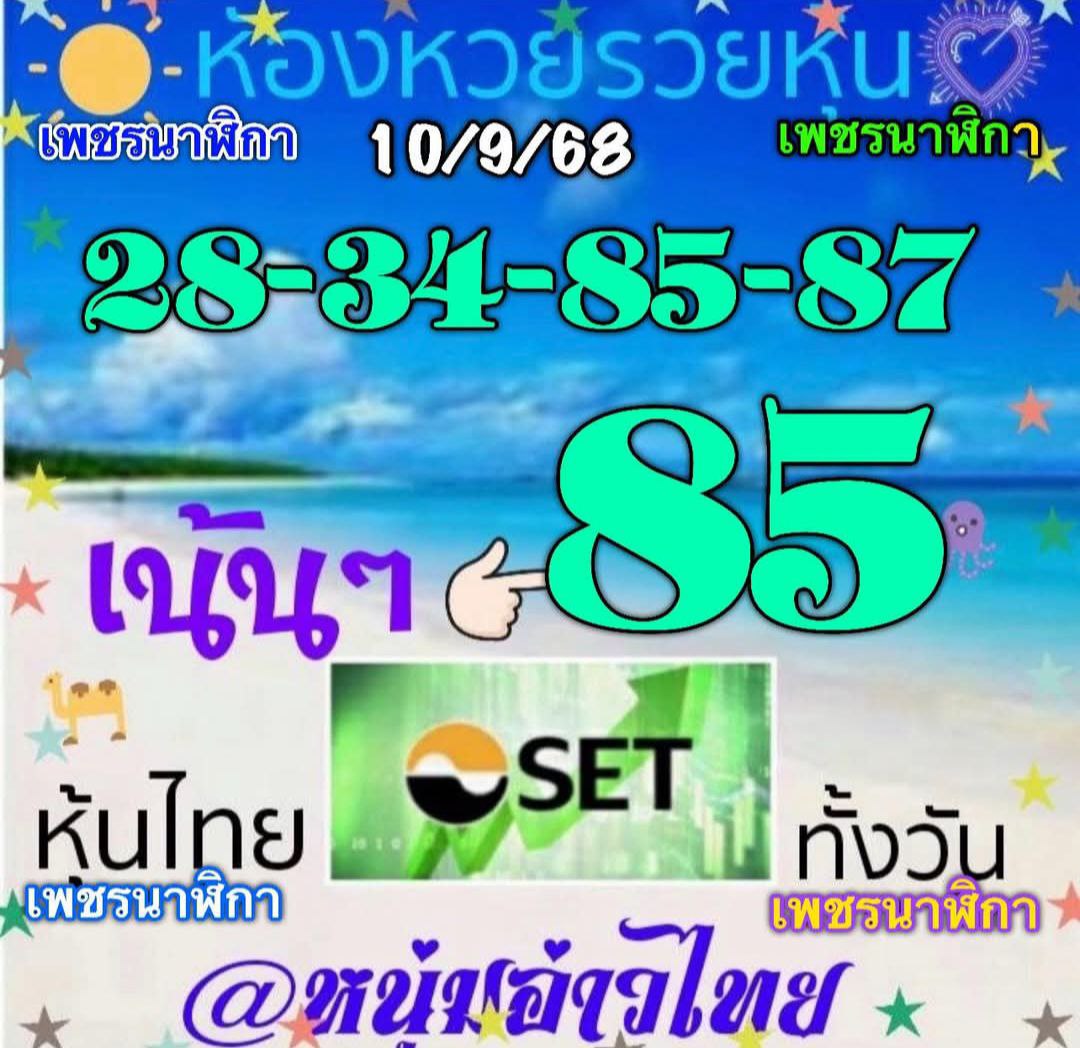 ห้องหวยรวยหุ้น
เพชรนาฬิกา 10/9/68 เพชรนาฬิกา
28-34-85-87
เน้นๆ 85
SET
หุ้นไทย ทั้งวัน
เพชรนาฬิกา เพชรนาฬิกา
@หนุ่มอ่าวไทย